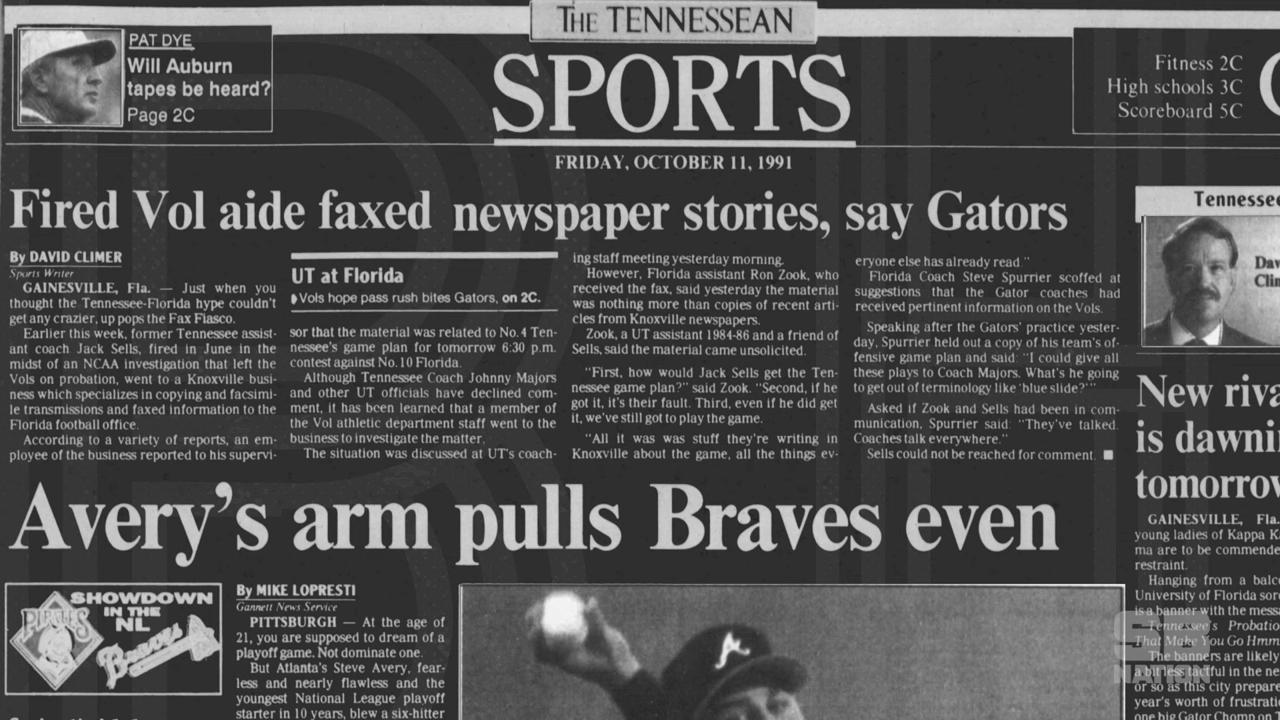 THE TENNESSEAN
SPORTS
FRIDAY, OCTOBER 11, 1991
PAT DYE
Will Auburn
tapes be heard?
Page 2C
Fitness 2C
High schools 3C
Scoreboard 5C
Fired Vol aide faxed newspaper stories, say Gators
By DAVID CLIMER
Sports Writer
GAINESVILLE, Fla. — Just when you
thought the Tennessee-Florida hype couldn't
get any crazier, up pops the Fax Fiasco.
Earlier this week, former Tennessee assist-
ant coach Jack Sells, fired in June in the
midst of an NCAA investigation that left the
Vols on probation, went to a Knoxville busi-
ness which specializes in copying and facsimi-
le transmissions and faxed information to the
Florida football office.
According to a variety of reports, an em-
ployee of the business reported to his supervi-
UT at Florida
Vols hope pass rush bites Gators, on 2C.
sor that the material was related to No. 4 Ten-
nessee's game plan for tomorrow 6:30 p.m.
contest against No. 10 Florida.
Although Tennessee Coach Johnny Majors
and other UT officials have declined com-
ment, it has been learned that a member of
the Vol athletic department staff went to the
business to investigate the matter.
The situation was discussed at UT's coach-
ing staff meeting yesterday morning.
However, Florida assistant Ron Zook, who
received the fax, said yesterday the material
was nothing more than copies of recent arti-
cles from Knoxville newspapers.
Zook, a UT assistant 1984-86 and a friend of
Sells, said the material came unsolicited.
"First, how would Jack Sells get the Ten-
nessee game plan?" said Zook. "Second, if he
got it, it's their fault. Third, even if he did get
it, we've still got to play the game.
"All it was was stuff they're writing in
Knoxville about the game, all the things ev-
eryone else has already read."
Florida Coach Steve Spurrier scoffed at
suggestions that the Gator coaches had
received pertinent information on the Vols.
Speaking after the Gators' practice yester-
day, Spurrier held out a copy of his team's of-
fensive game plan and said: "I could give all
these plays to Coach Majors. What's he going
to get out of terminology like 'blue slide?'"
Asked if Zook and Sells had been in com-
munication, Spurrier said: "They've talked.
Coaches talk everywhere."
Sells could not be reached for comment.
Tennessee
Dav
Clim
New riva
is dawni
tomorrow
GAINESVILLE, Fla.
young ladies of Kappa K
ma are to be commende
restraint.
Hanging from a balco
University of Florida soro
is a banner with the mess
Tennessee's Probatio
That Make You Go Hmm
The banners are likely
a bit less tactful in the ne
or so as this city prepare
year's worth of frustrati
one big Gator Chomp on
Avery's arm pulls Braves even
SHOWDOWN
IN THE
NL
PIRATES
Braves
By MIKE LOPRESTI
Gannett News Service
PITTSBURGH — At the age of
21, you are supposed to dream of a
playoff game. Not dominate one.
But Atlanta's Steve Avery, fear-
less and nearly flawless and the
youngest National League playoff
starter in 10 years, blew a six-hitter
A
SB
NATION